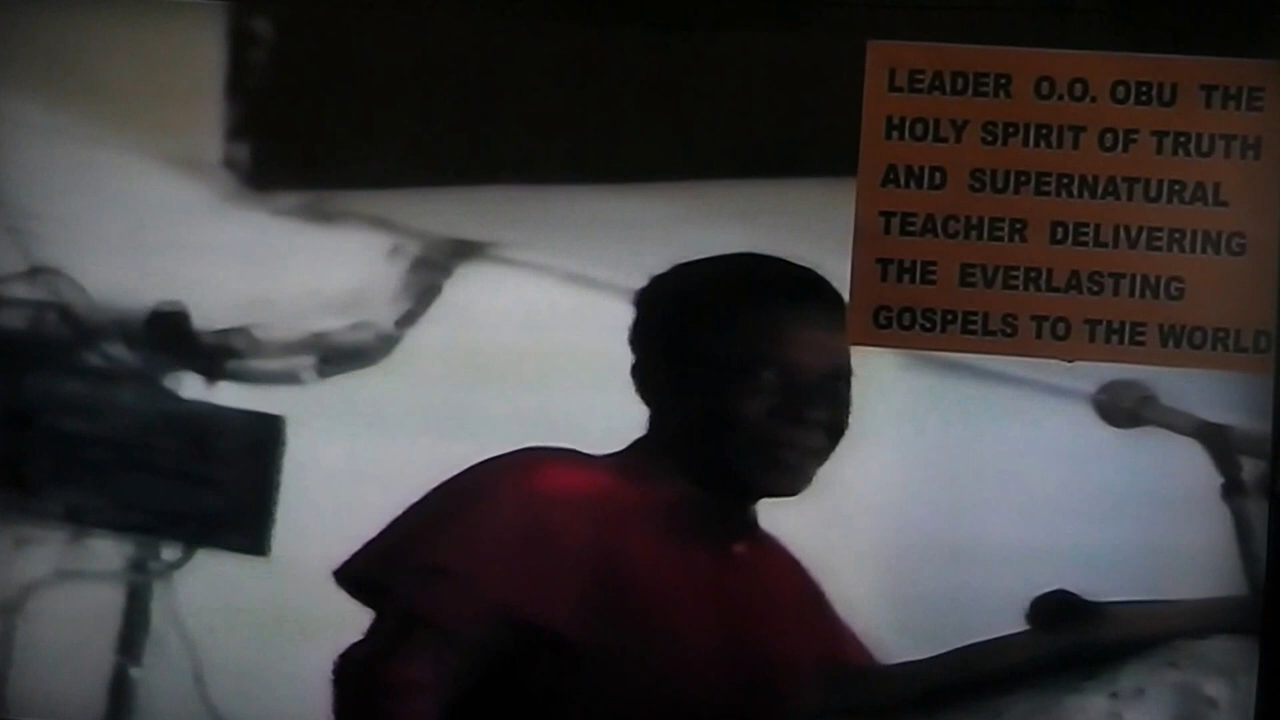 LEADER O.O. OBU THE
HOLY SPIRIT OF TRUTH
AND SUPERNATURAL
TEACHER DELIVERING
THE EVERLASTING
GOSPELS TO THE WORLD